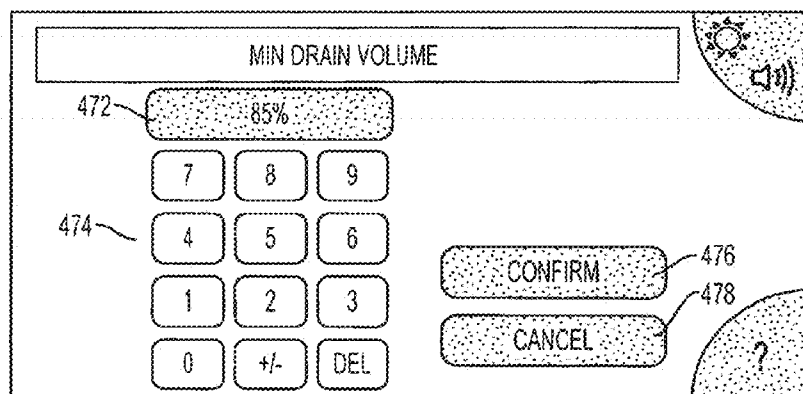 MIN DRAIN VOLUME
472
85%
7 8 9
474
4 5 6
1 2 3
0 +/- DEL
CONFIRM
476
478
CANCEL
?